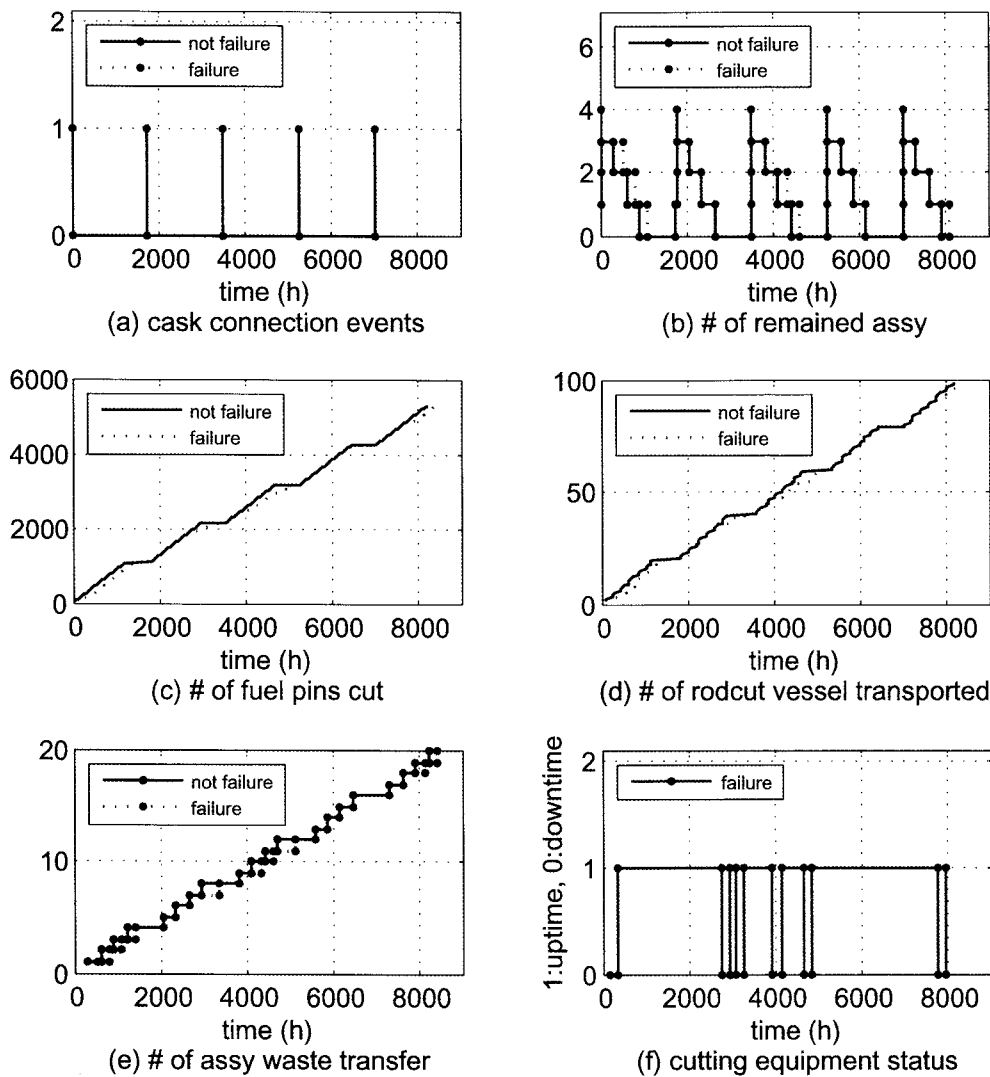 2
1
0
not failure
failure
0 2000 4000 6000 8000
time (h)
(a) cask connection events
6
4
2
0
not failure
failure
0 2000 4000 6000 8000
time (h)
(b) # of remained assy
6000
4000
2000
0
not failure
failure
0 2000 4000 6000 8000
time (h)
(c) # of fuel pins cut
100
50
0
not failure
failure
0 2000 4000 6000 8000
time (h)
(d) # of rodcut vessel transported
20
10
0
not failure
failure
0 2000 4000 6000 8000
time (h)
(e) # of assy waste transfer
1:uptime, 0:downtime
2
1
0
failure
0 2000 4000 6000 8000
time (h)
(f) cutting equipment status